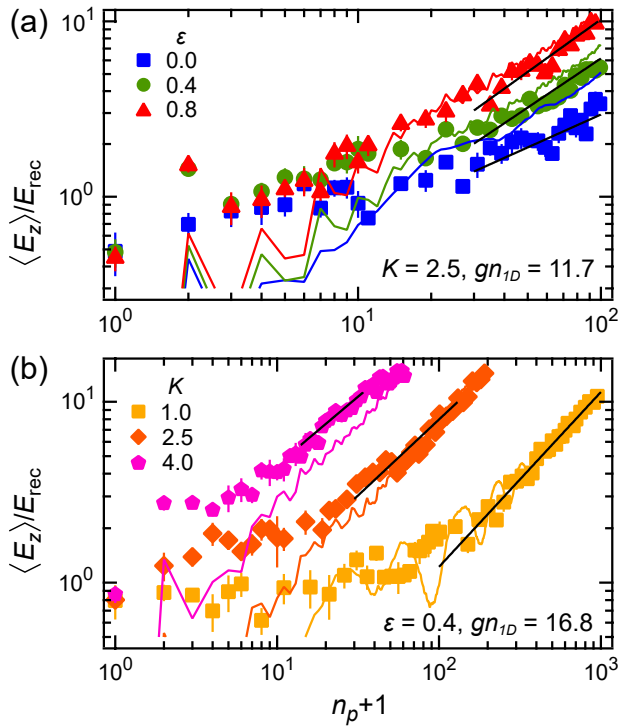 (a)
10¹
10⁰
⟨E_z⟩/E_rec
ε
0.0
0.4
0.8
K = 2.5, gn_1D = 11.7
10⁰ 10¹ 10²
(b)
10¹
10⁰
⟨E_z⟩/E_rec
K
1.0
2.5
4.0
ε = 0.4, gn_1D = 16.8
10⁰ 10¹ 10² 10³
n_p+1